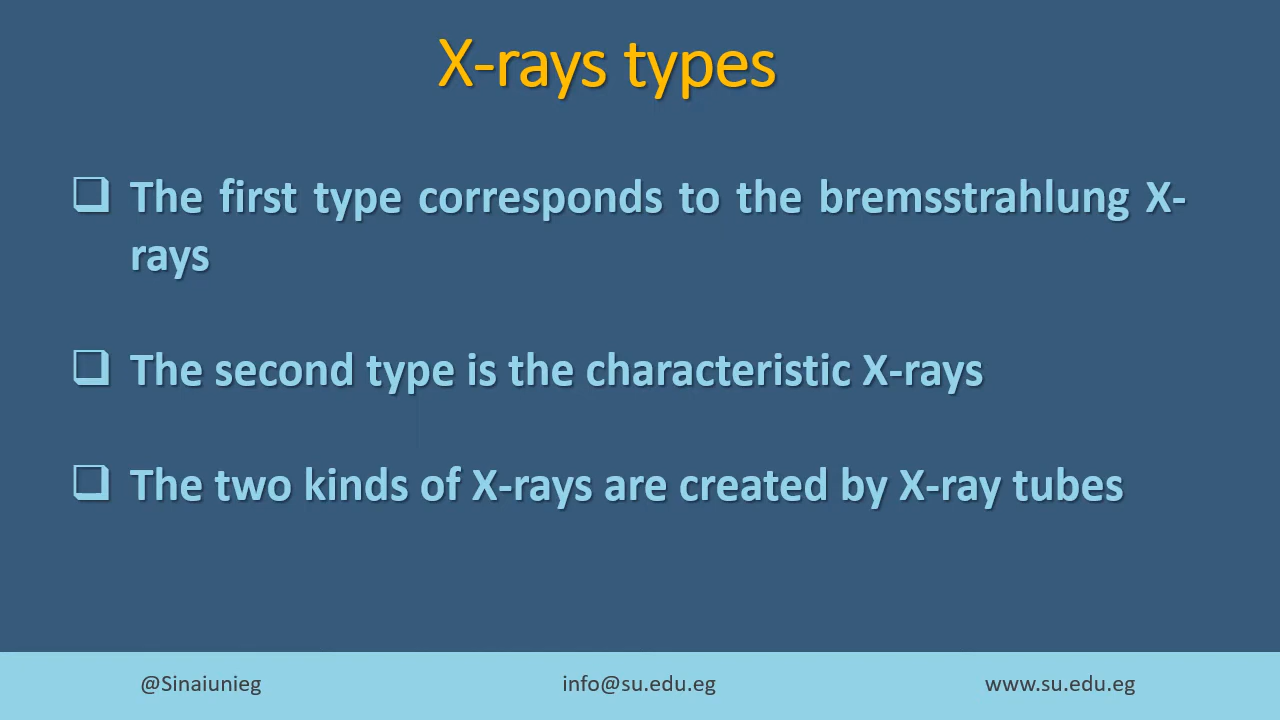 X-rays types
❑ The first type corresponds to the bremsstrahlung X-
rays
❑ The second type is the characteristic X-rays
❑ The two kinds of X-rays are created by X-ray tubes
@Sinaiunieg info@su.edu.eg www.su.edu.eg